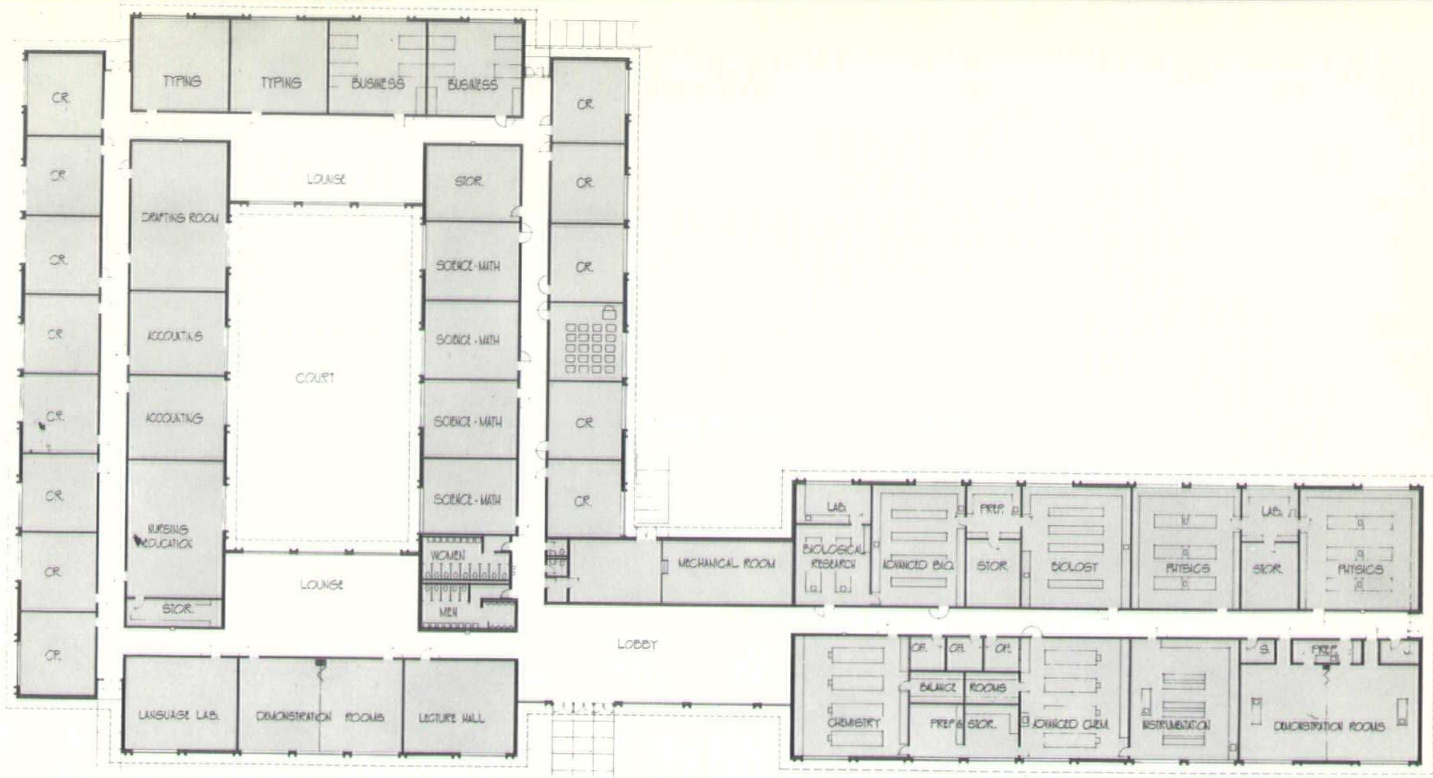 TYPING
TYPING
BUSINESS
BUSINESS
CR.
CR.
CR.
CR.
CR.
CR.
CR.
CR.
DRAFTING ROOM
ACCOUNTING
ACCOUNTING
NURSING
EDUCATION
STOR.
LOUNGE
COURT
LOUNGE
STOR.
SCIENCE - MATH
SCIENCE - MATH
SCIENCE - MATH
SCIENCE - MATH
WOMEN
MEN
CR.
CR.
CR.
CR.
CR.
MECHANICAL ROOM
LOBBY
LANGUAGE LAB.
DEMONSTRATION ROOMS
LECTURE HALL
LAB.
BIOLOGICAL
RESEARCH
ADVANCED BIO.
PREP.
STOR.
BIOLOGY
PHYSICS
LAB.
STOR.
PHYSICS
CHEMISTRY
OF.
OF.
OF.
BALANCE ROOMS
PREP & STOR.
ADVANCED CHEM.
INSTRUMENTATION
S.
PREP.
DEMONSTRATION ROOMS